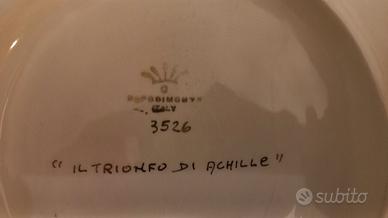 CAPODIMONTE
ITALY
3526
“ IL TRIONFO DI ACHILLE ”
subito